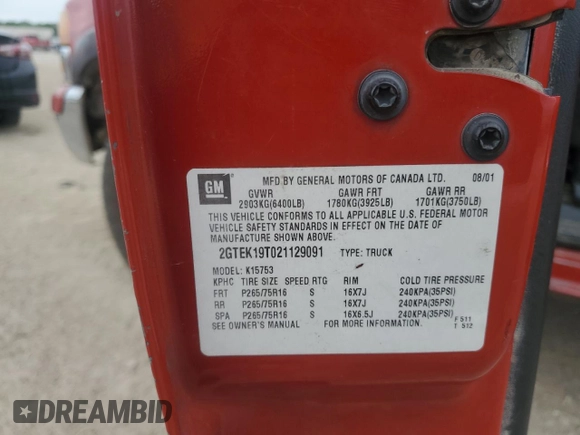 GM
MFD BY GENERAL MOTORS OF CANADA LTD. 08/01
GVWR GAWR FRT GAWR RR
2903KG(6400LB) 1780KG(3925LB) 1701KG(3750LB)
THIS VEHICLE CONFORMS TO ALL APPLICABLE U.S. FEDERAL MOTOR
VEHICLE SAFETY STANDARDS IN EFFECT ON THE DATE OF
MANUFACTURE SHOWN ABOVE.
2GTEK19T021129091 TYPE: TRUCK
MODEL: K15753
KPHC TIRE SIZE SPEED RTG RIM COLD TIRE PRESSURE
FRT P265/75R16 S 16X7J 240KPA(35PSI)
RR P265/75R16 S 16X7J 240KPA(35PSI)
SPA P265/75R16 S 16X6.5J 240KPA(35PSI)
SEE OWNER'S MANUAL FOR MORE INFORMATION. F 511
T 512
DREAMBID